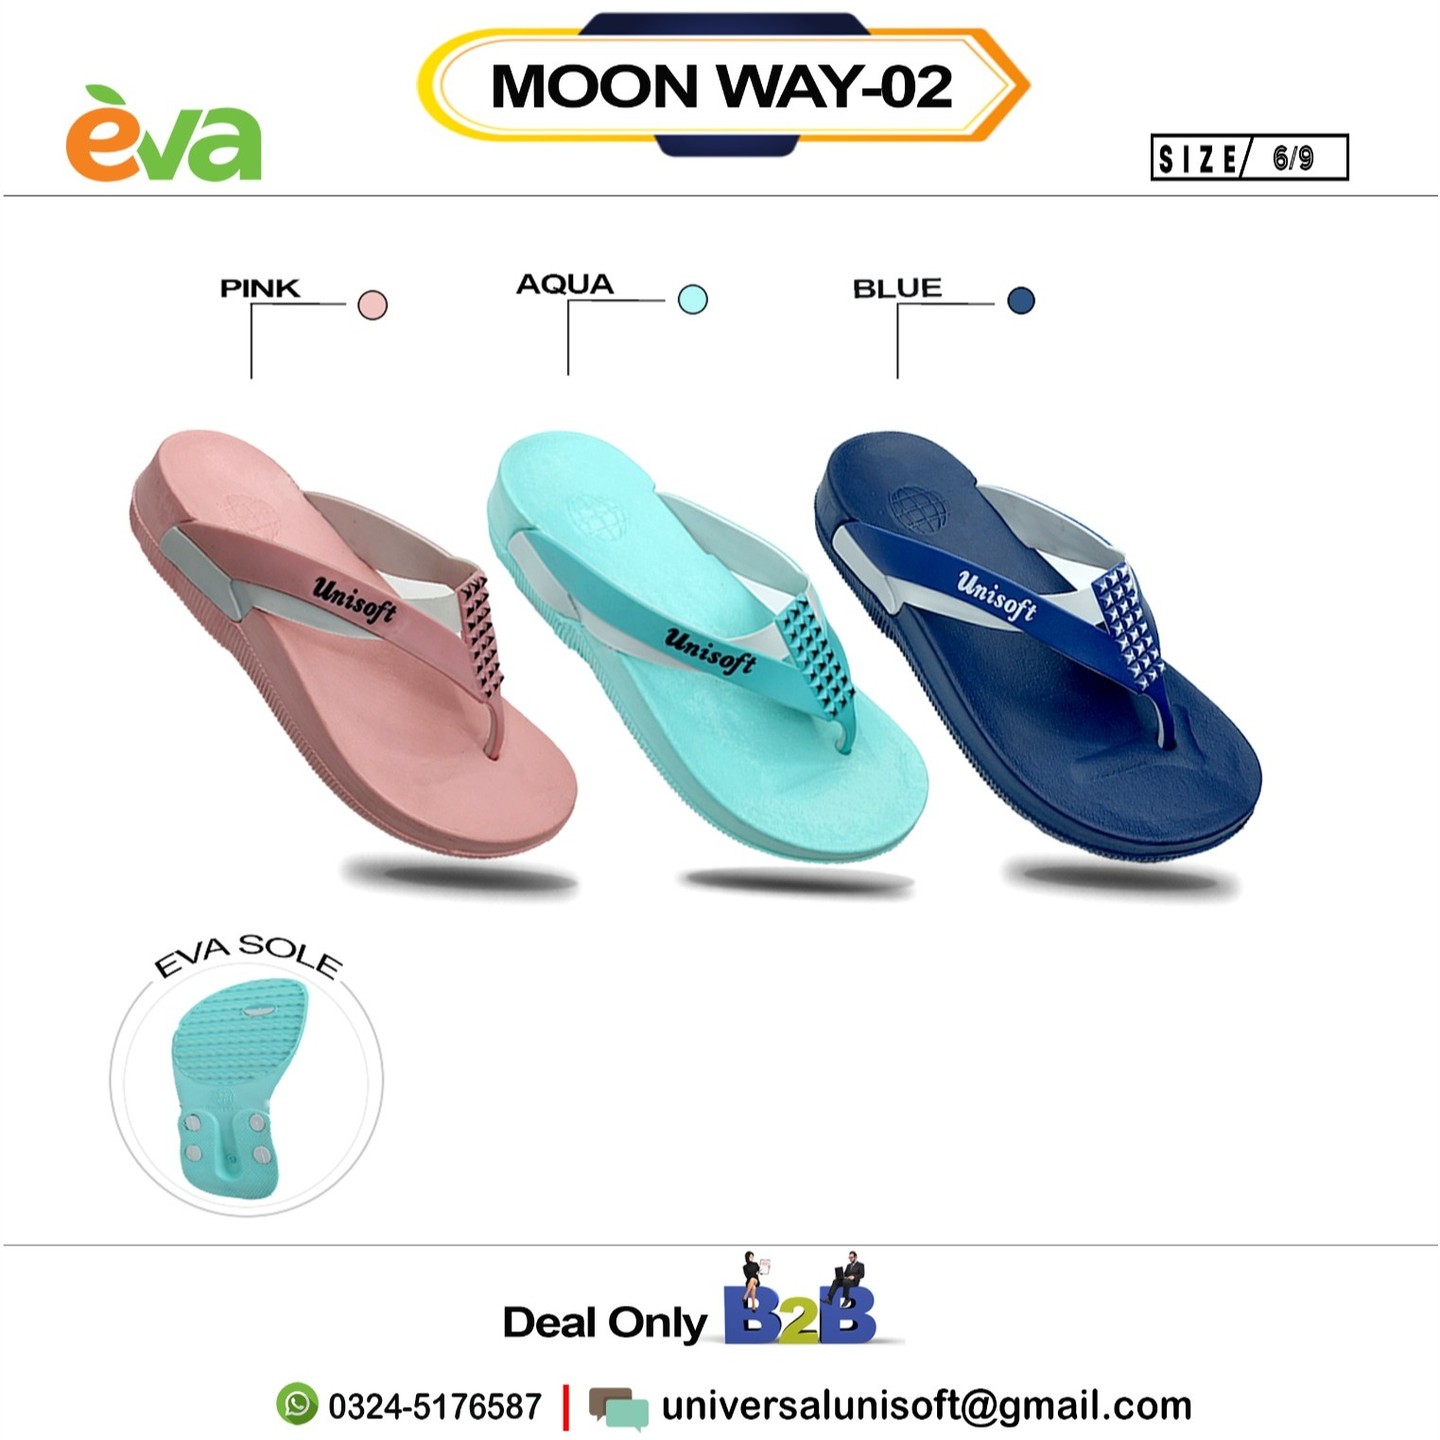 MOON WAY-02
èva
SIZE/ 6/9
PINK
AQUA
BLUE
Unisoft
Unisoft
Unisoft
EVA SOLE
Deal Only B2B
0324-5176587 | universalunisoft@gmail.com